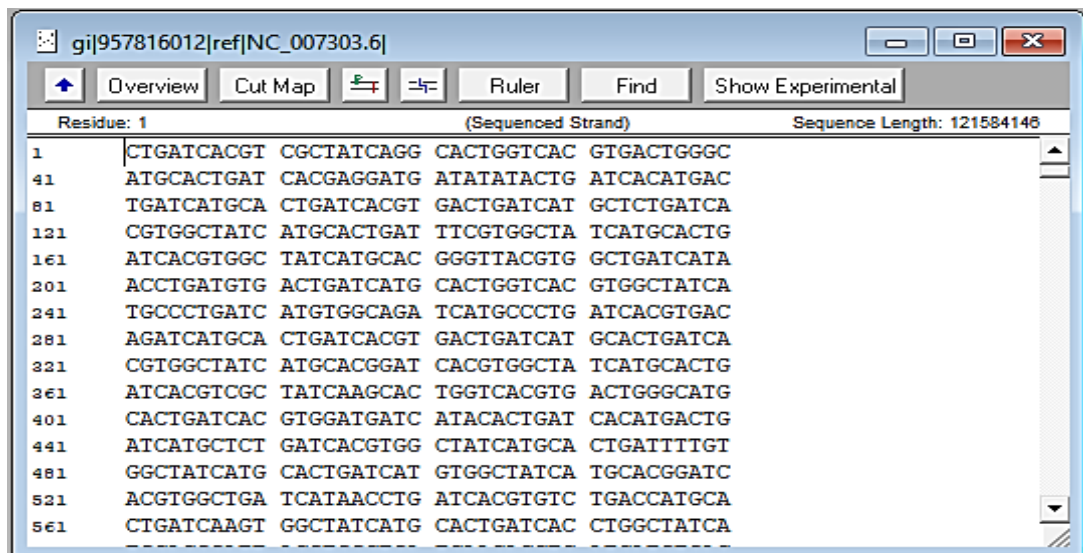 gi|957816012|ref|NC_007303.6|
Overview Cut Map Ruler Find Show Experimental
Residue: 1 (Sequenced Strand) Sequence Length: 121584146
1 CTGATCACGT CGCTATCAGG CACTGGTCAC GTGACTGGGC
41 ATGCACTGAT CACGAGGATG ATATATACTG ATCACATGAC
81 TGATCATGCA CTGATCACGT GACTGATCAT GCTCTGATCA
121 CGTGGCTATC ATGCACTGAT TTCGTGGCTA TCATGCACTG
161 ATCACGTGGC TATCATGCAC GGGTTACGTG GCTGATCATA
201 ACCTGATGTG ACTGATCATG CACTGGTCAC GTGGCTATCA
241 TGCCCTGATC ATGTGGCAGA TCATGCCCTG ATCACGTGAC
281 AGATCATGCA CTGATCACGT GACTGATCAT GCACTGATCA
321 CGTGGCTATC ATGCACGGAT CACGTGGCTA TCATGCACTG
361 ATCACGTCGC TATCAAGCAC TGGTCACGTG ACTGGGCATG
401 CACTGATCAC GTGGATGATC ATACACTGAT CACATGACTG
441 ATCATGCTCT GATCACGTGG CTATCATGCA CTGATTTTGT
481 GGCTATCATG CACTGATCAT GTGGCTATCA TGCACGGATC
521 ACGTGGCTGA TCATAACCTG ATCACGTGTC TGACCATGCA
561 CTGATCAAGT GGCTATCATG CACTGATCAC CTGGCTATCA